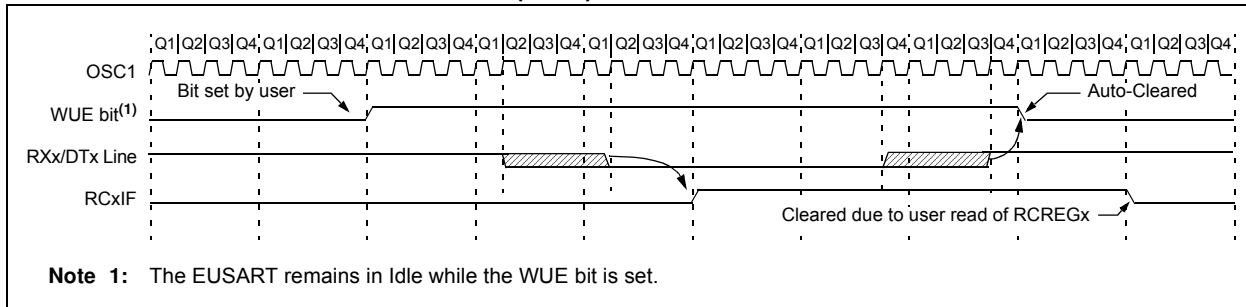 Q1 Q2 Q3 Q4 Q1 Q2 Q3 Q4 Q1 Q2 Q3 Q4 Q1 Q2 Q3 Q4 Q1 Q2 Q3 Q4 Q1 Q2 Q3 Q4 Q1 Q2 Q3 Q4 Q1 Q2 Q3 Q4 Q1 Q2 Q3 Q4 Q1 Q2 Q3 Q4
OSC1
Bit set by user
Auto-Cleared
WUE bit(1)
RXx/DTx Line
RCxIF
Cleared due to user read of RCREGx
Note 1: The EUSART remains in Idle while the WUE bit is set.